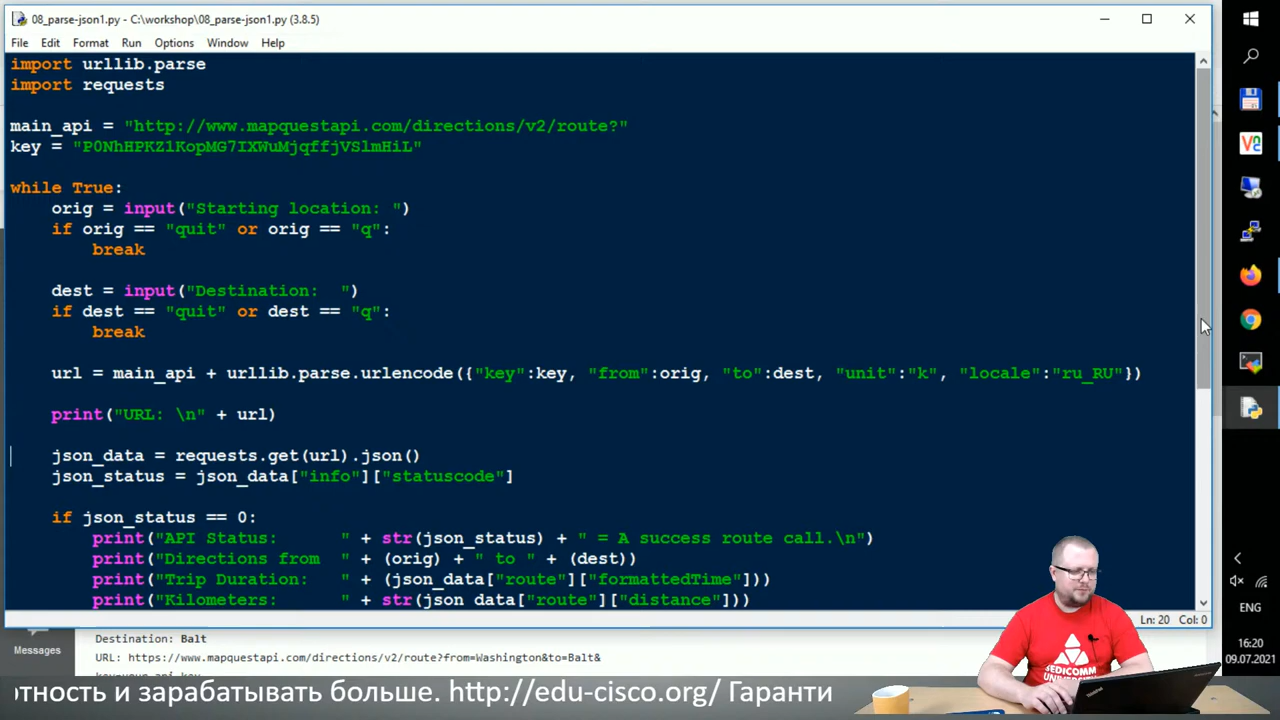 08_parse-json1.py - C:\workshop\08_parse-json1.py (3.8.5)
File Edit Format Run Options Window Help
import urllib.parse
import requests
main_api = "http://www.mapquestapi.com/directions/v2/route?"
key = "P0NhHPKZ1KopMG7IXWuMjqffjVSlmHiL"
while True:
    orig = input("Starting location: ")
    if orig == "quit" or orig == "q":
        break
    dest = input("Destination:  ")
    if dest == "quit" or dest == "q":
        break
    url = main_api + urllib.parse.urlencode({"key":key, "from":orig, "to":dest, "unit":"k", "locale":"ru_RU"})
    print("URL: \n" + url)
    json_data = requests.get(url).json()
    json_status = json_data["info"]["statuscode"]
    if json_status == 0:
        print("API Status:      " + str(json_status) + " = A success route call.\n")
        print("Directions from  " + (orig) + " to " + (dest))
        print("Trip Duration:   " + (json_data["route"]["formattedTime"]))
        print("Kilometers:      " + str(json_data["route"]["distance"]))
Ln: 20 Col: 0
ENG
16:20
09.07.2021
Messages
Destination: Balt
URL: https://www.mapquestapi.com/directions/v2/route?from=Washington&to=Balt&
отность и зарабатывать больше. http://edu-cisco.org/ Гаранти
SEDICOMM
UNIVERSITY